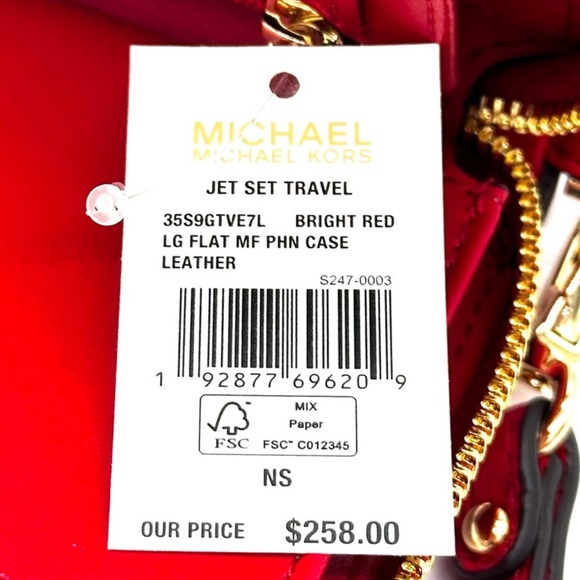 MICHAEL
MICHAEL KORS
JET SET TRAVEL
35S9GTVE7L BRIGHT RED
LG FLAT MF PHN CASE
LEATHER
S247-0003
1 92877 69620 9
MIX
Paper
FSC FSC™ C012345
NS
OUR PRICE $258.00